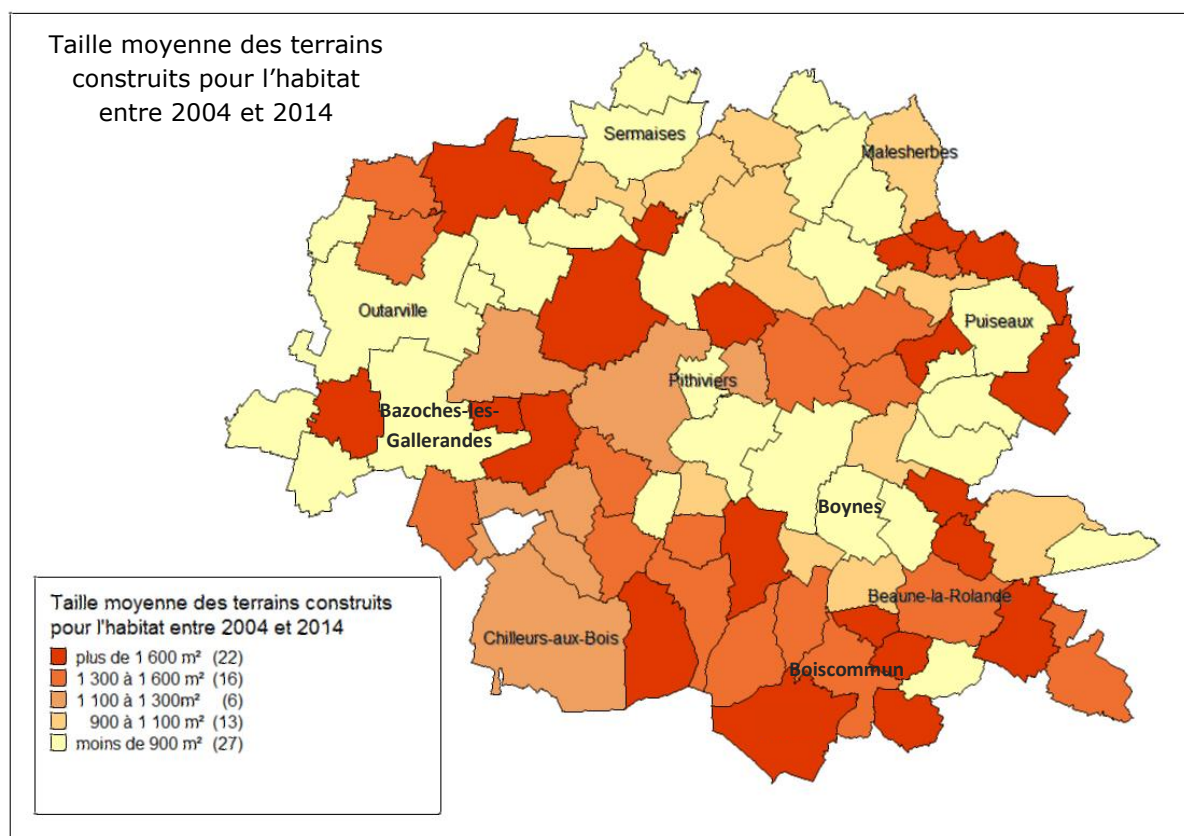 Taille moyenne des terrains
construits pour l’habitat
entre 2004 et 2014
Sermaises
Malesherbes
Outarville
Puiseaux
Pithiviers
Bazoches-les-
Gallerandes
Boynes
Beaune-la-Rolande
Chilleurs-aux-Bois
Boiscommun
Taille moyenne des terrains construits
pour l'habitat entre 2004 et 2014
plus de 1 600 m² (22)
1 300 à 1 600 m² (16)
1 100 à 1 300m² (6)
900 à 1 100 m² (13)
moins de 900 m² (27)